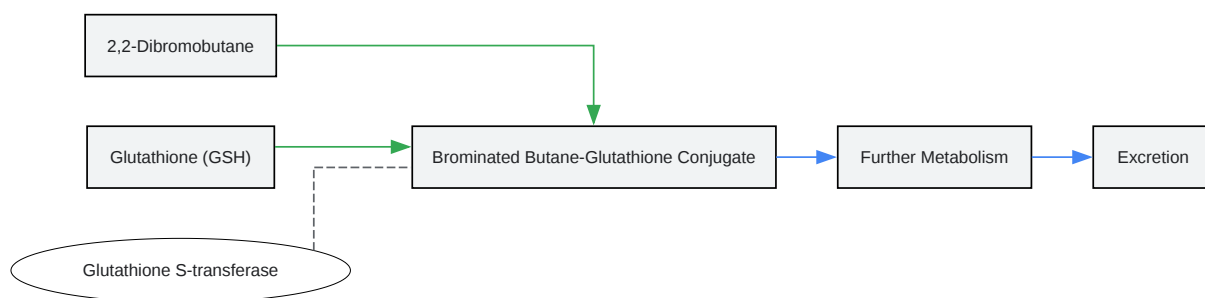 2,2-Dibromobutane
Glutathione (GSH)
Brominated Butane-Glutathione Conjugate
Further Metabolism
Excretion
Glutathione S-transferase